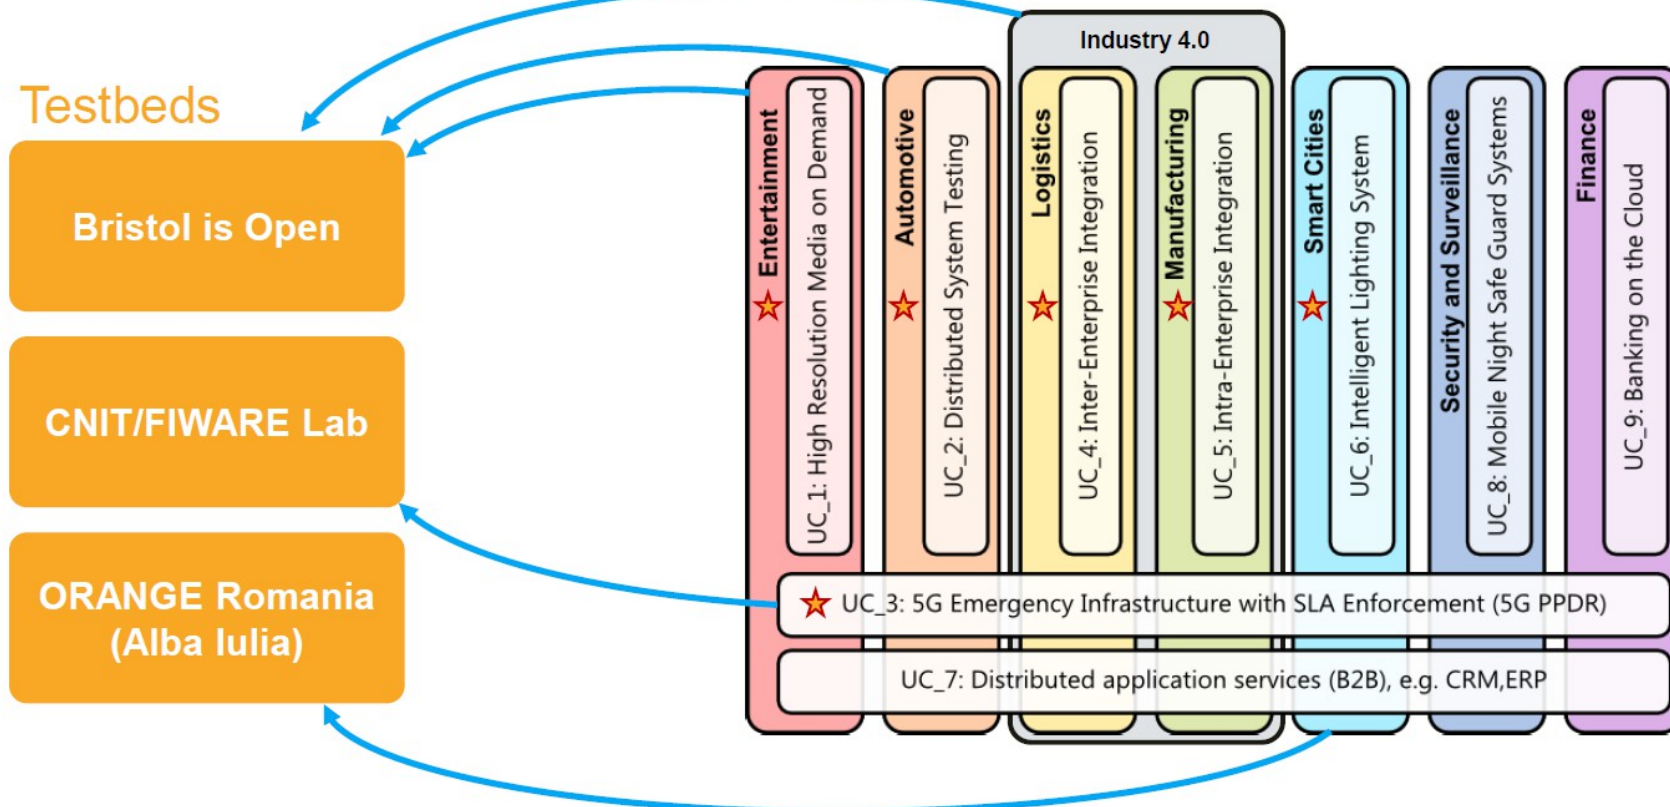 Testbeds
Bristol is Open
CNIT/FIWARE Lab
ORANGE Romania
(Alba Iulia)
Industry 4.0
Entertainment
UC_1: High Resolution Media on Demand
Automotive
UC_2: Distributed System Testing
Logistics
UC_4: Inter-Enterprise Integration
Manufacturing
UC_5: Intra-Enterprise Integration
Smart Cities
UC_6: Intelligent Lighting System
Security and Surveillance
UC_8: Mobile Night Safe Guard Systems
Finance
UC_9: Banking on the Cloud
UC_3: 5G Emergency Infrastructure with SLA Enforcement (5G PPDR)
UC_7: Distributed application services (B2B), e.g. CRM,ERP